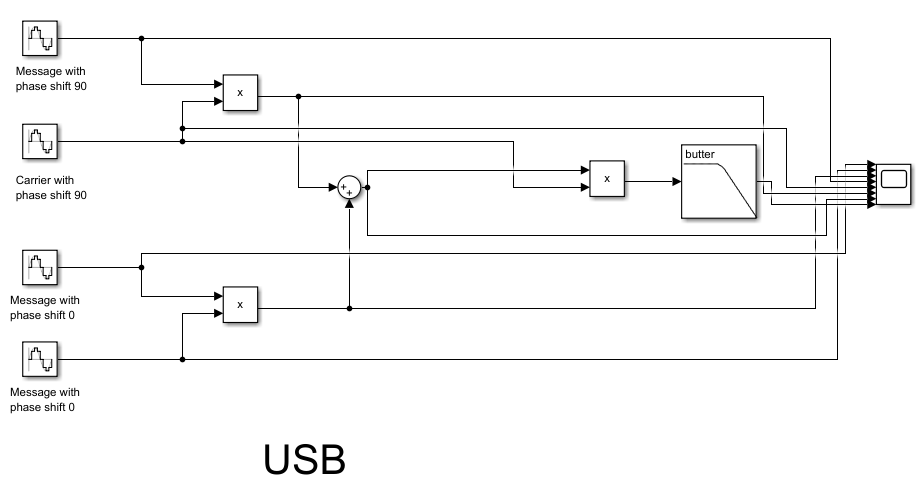 Message with
phase shift 90
x
Carrier with
phase shift 90
butter
x
+
+
Message with
phase shift 0
x
Message with
phase shift 0
USB